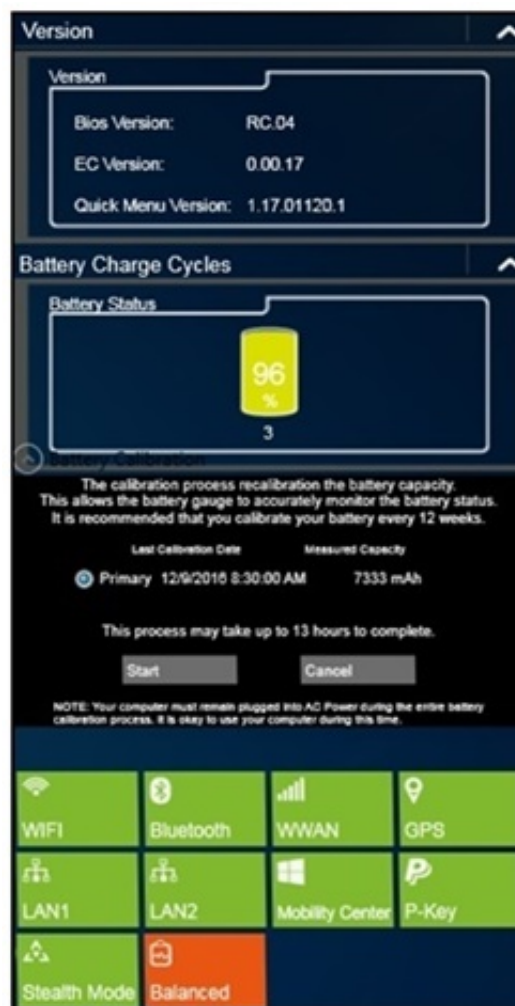 Version
Version
Bios Version: RC.04
EC Version: 0.00.17
Quick Menu Version: 1.17.01120.1
Battery Charge Cycles
Battery Status
96
%
3
Battery Calibration
The calibration process recalibration the battery capacity.
This allows the battery gauge to accurately monitor the battery status.
It is recommended that you calibrate your battery every 12 weeks.
Last Calibration Date Measured Capacity
Primary 12/9/2016 8:30:00 AM 7333 mAh
This process may take up to 13 hours to complete.
Start Cancel
NOTE: Your computer must remain plugged into AC Power during the entire battery
calibration process. It is okay to use your computer during this time.
WIFI Bluetooth WWAN GPS
LAN1 LAN2 Mobility Center P-Key
Stealth Mode Balanced